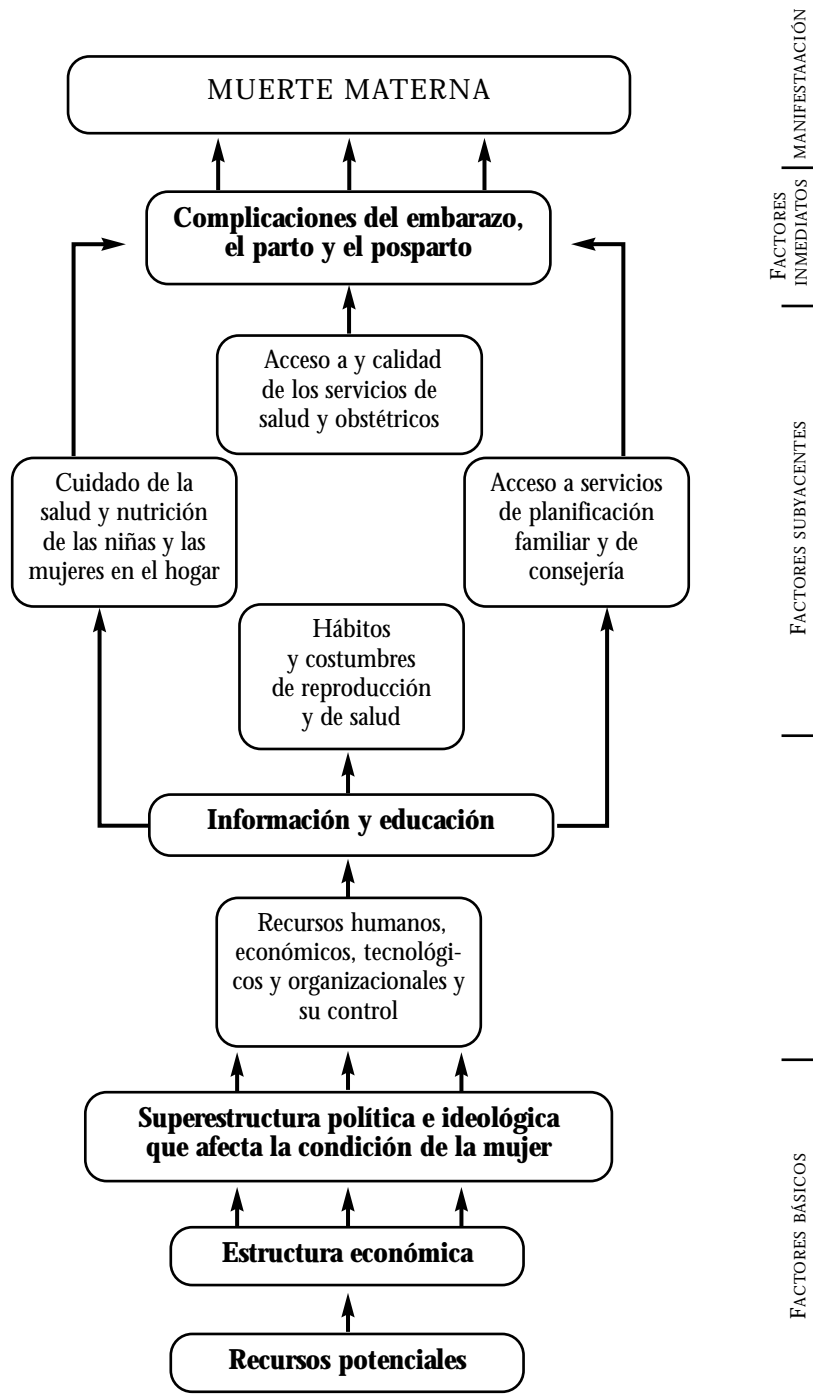 MUERTE MATERNA
Complicaciones del embarazo,
el parto y el posparto
Acceso a y calidad
de los servicios de
salud y obstétricos
Cuidado de la
salud y nutrición
de las niñas y las
mujeres en el hogar
Acceso a servicios
de planificación
familiar y de
consejería
Hábitos
y costumbres
de reproducción
y de salud
Información y educación
Recursos humanos,
económicos, tecnológi-
cos y organizacionales y
su control
Superestructura política e ideológica
que afecta la condición de la mujer
Estructura económica
Recursos potenciales
MANIFESTAACIÓN
FACTORES
INMEDIATOS
FACTORES SUBYACENTES
FACTORES BÁSICOS